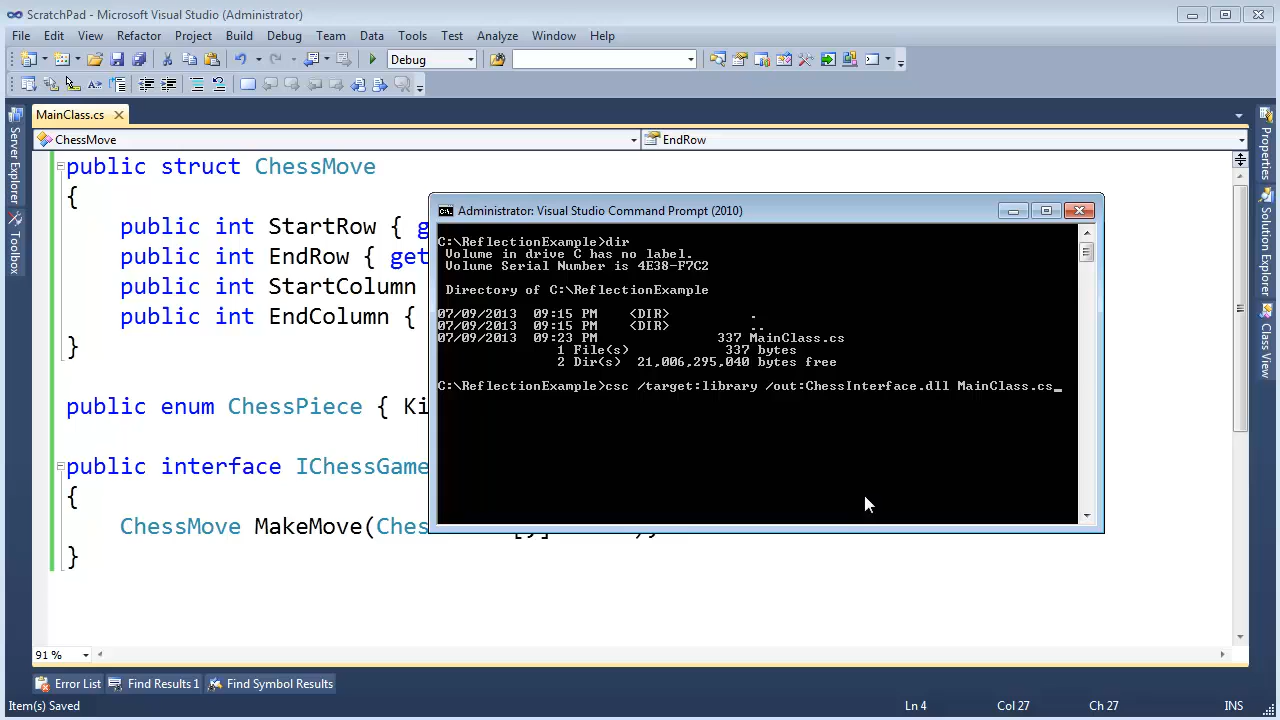 ScratchPad - Microsoft Visual Studio (Administrator)
File Edit View Refactor Project Build Debug Team Data Tools Test Analyze Window Help
Debug
MainClass.cs
ChessMove EndRow
public struct ChessMove
{
public int StartRow { g
public int EndRow { get
public int StartColumn
public int EndColumn {
}
public enum ChessPiece { Ki
public interface IChessGame
{
ChessMove MakeMove(Ches
}
Administrator: Visual Studio Command Prompt (2010)
C:\ReflectionExample>dir
Volume in drive C has no label.
Volume Serial Number is 4E38-F7C2
Directory of C:\ReflectionExample
07/09/2013 09:15 PM <DIR> .
07/09/2013 09:15 PM <DIR> ..
07/09/2013 09:23 PM 337 MainClass.cs
1 File(s) 337 bytes
2 Dir(s) 21,006,295,040 bytes free
C:\ReflectionExample>csc /target:library /out:ChessInterface.dll MainClass.cs_
Server Explorer
Toolbox
Properties
Solution Explorer
Class View
91 %
Error List Find Results 1 Find Symbol Results
Item(s) Saved Ln 4 Col 27 Ch 27 INS